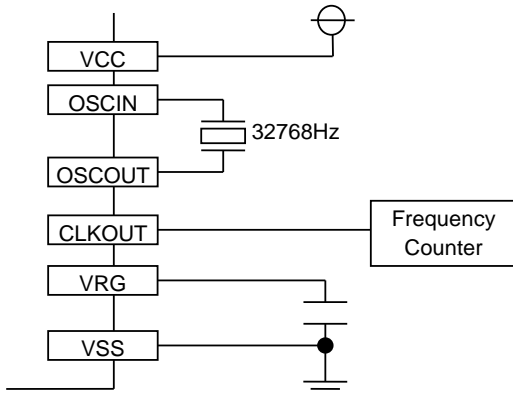 VCC
OSCIN
32768Hz
OSCOUT
CLKOUT
Frequency
Counter
VRG
VSS